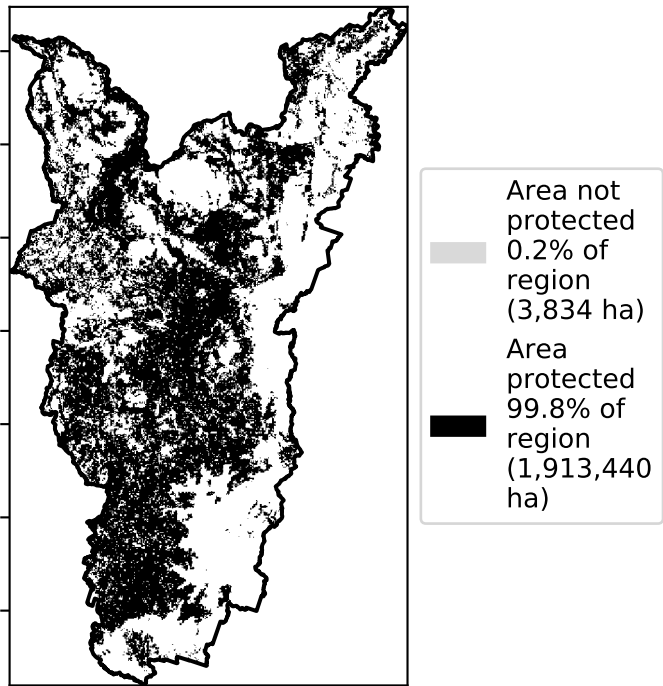 Area not
protected
0.2% of
region
(3,834 ha)
Area
protected
99.8% of
region
(1,913,440
ha)